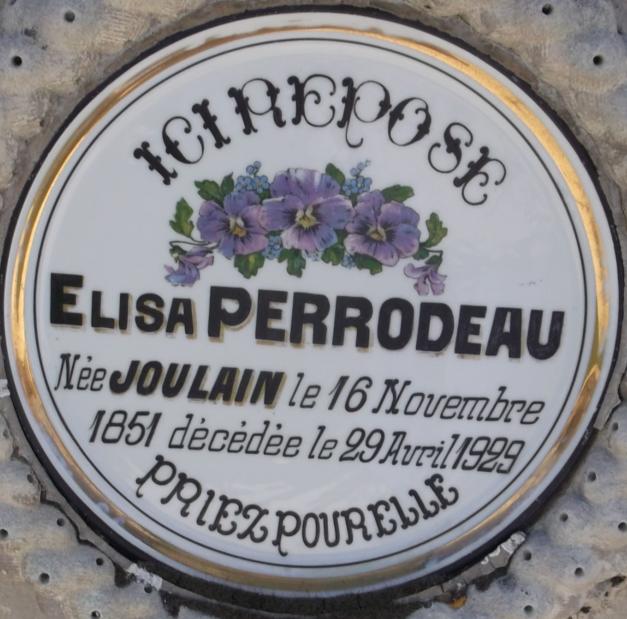 ICI REPOSE
ELISA PERRODEAU
Née JOULAIN le 16 Novembre
1851 décédée le 29 Avril 1929
PRIEZ POUR ELLE